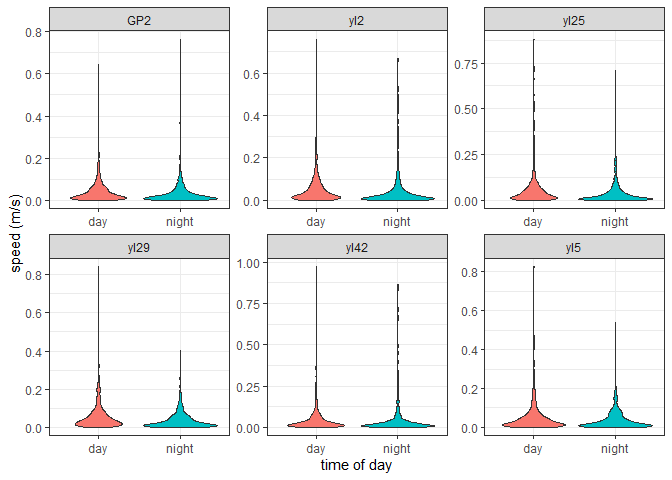 GP2
yl2
yl25
0.8
0.6
0.4
0.2
0.0
0.6
0.4
0.2
0.0
0.75
0.50
0.25
0.00
day
night
day
night
day
night
speed (m/s)
yl29
yl42
yl5
0.8
0.6
0.4
0.2
0.0
1.00
0.75
0.50
0.25
0.00
0.8
0.6
0.4
0.2
0.0
day
night
day
night
day
night
time of day